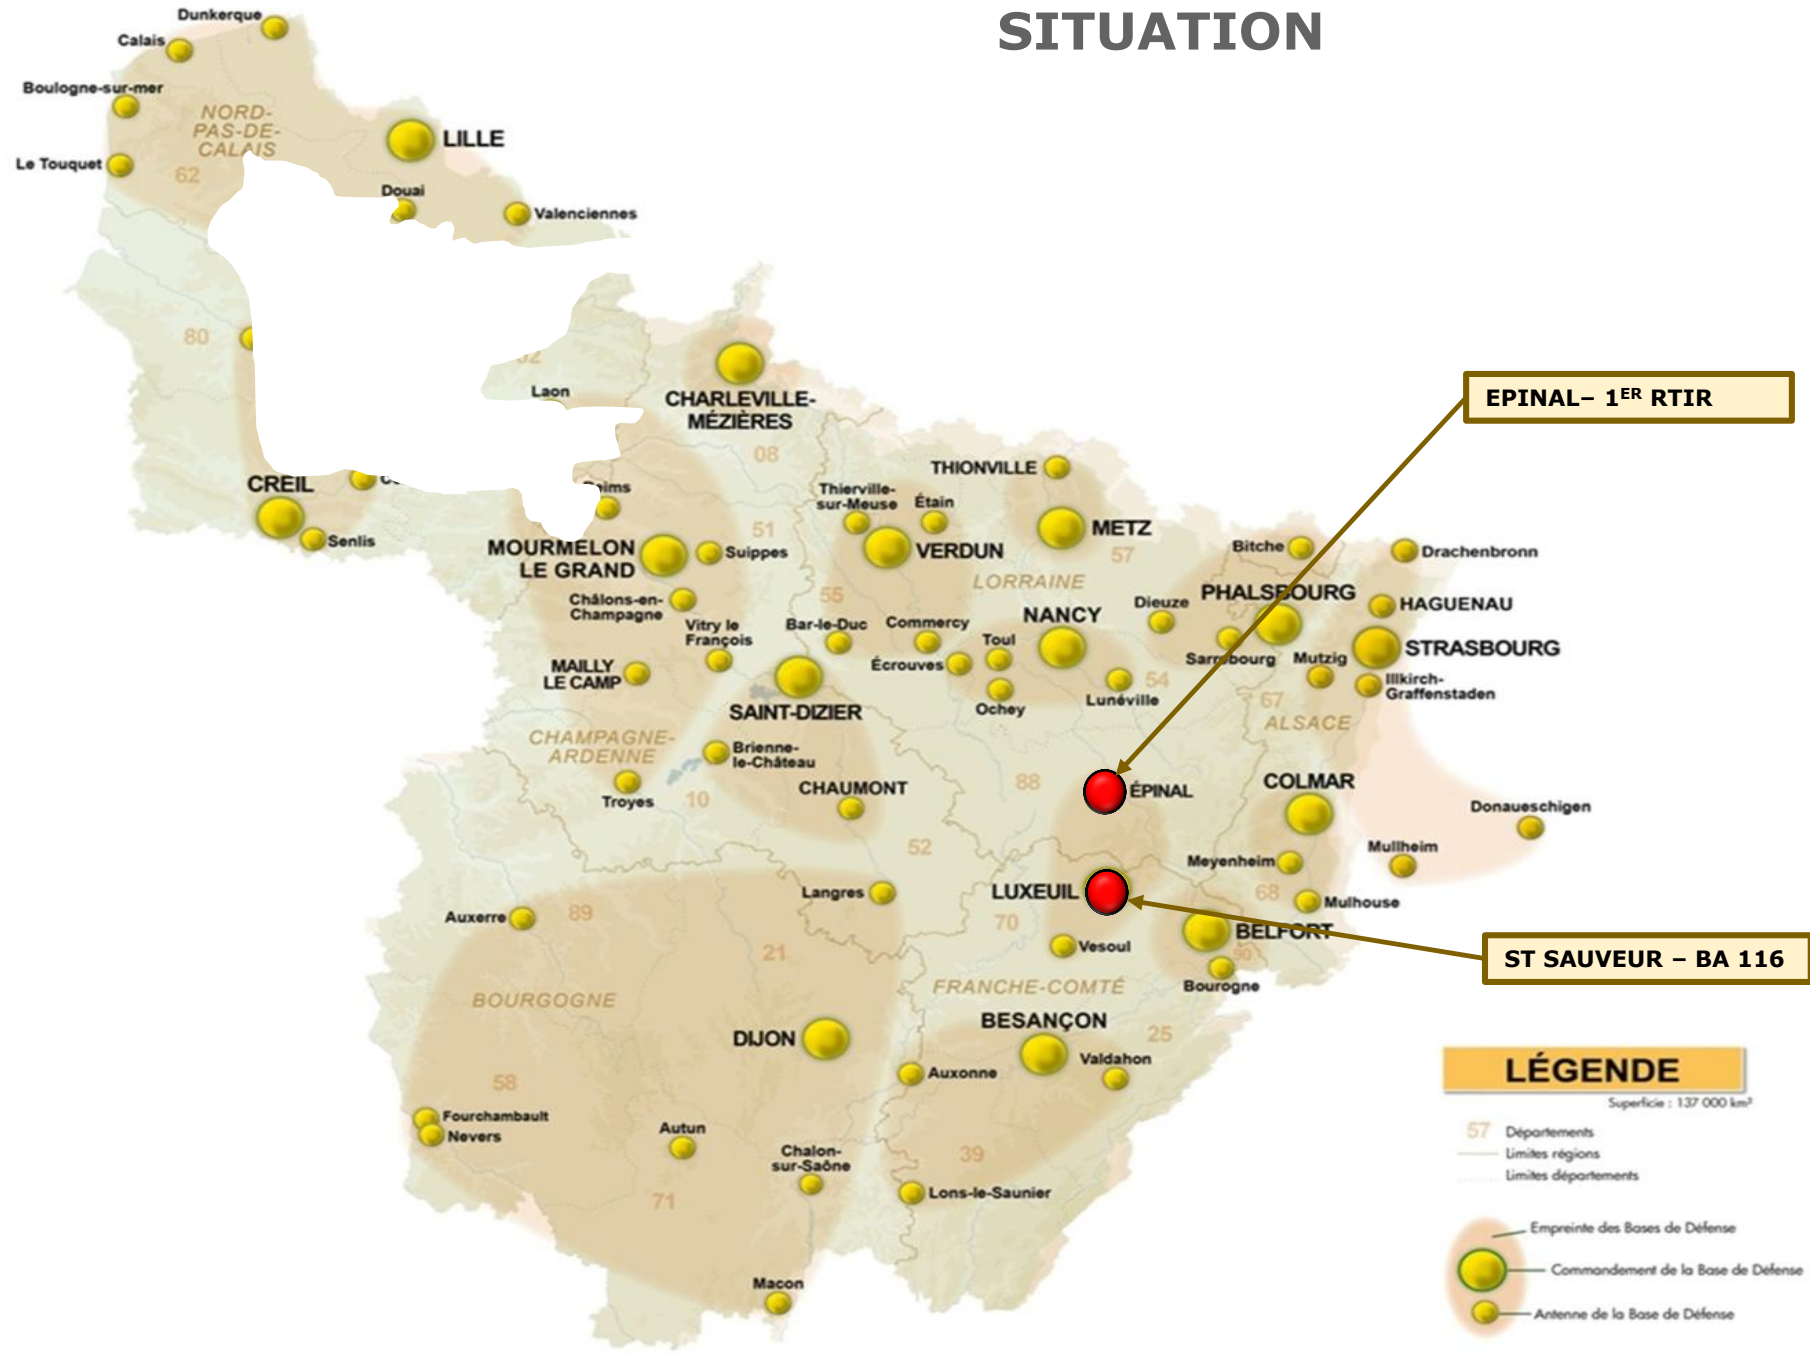 SITUATION
Dunkerque
Calais
Boulogne-sur-mer
NORD-
PAS-DE-
CALAIS
LILLE
Le Touquet
62
Douai
Valenciennes
80
Laon
CHARLEVILLE-
MÉZIÈRES
EPINAL– 1ER RTIR
08
THIONVILLE
CREIL
Thierville-
sur-Meuse
Étain
Senlis
51
METZ
MOURMELON
LE GRAND
Suippes
VERDUN
57
Bitche
Drachenbronn
LORRAINE
55
PHALSBOURG
Châlons-en-
Champagne
Dieuze
HAGUENAU
Vitry le
François
Bar-le-Duc
Commercy
NANCY
Toul
STRASBOURG
Écrouves
Sarrebourg
Mutzig
MAILLY
LE CAMP
54
Illkirch-
Graffenstaden
Ochey
Lunéville
67
SAINT-DIZIER
ALSACE
CHAMPAGNE-
ARDENNE
Brienne-
le-Château
88
ÉPINAL
COLMAR
CHAUMONT
Troyes
10
Donaueschigen
52
Mullheim
Meyenheim
Langres
LUXEUIL
68
Mulhouse
Auxerre
89
70
BELFORT
21
Vesoul
90
ST SAUVEUR – BA 116
BOURGOGNE
FRANCHE-COMTÉ
Bourogne
BESANÇON
DIJON
25
Valdahon
Auxonne
58
Fourchambault
Nevers
Autun
Chalon-
sur-Saône
39
71
Lons-le-Saunier
Macon
LÉGENDE
Superficie : 137 000 km²
57 Départements
Limites régions
Limites départements
Empreinte des Bases de Défense
Commandement de la Base de Défense
Antenne de la Base de Défense